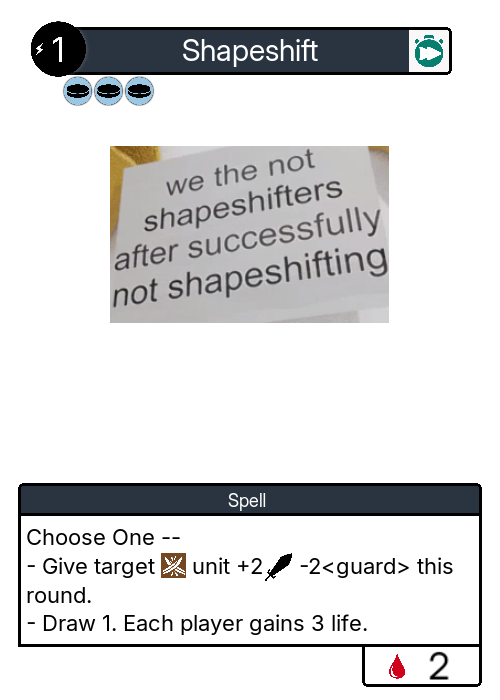 1
Shapeshift
we the not
shapeshifters
after successfully
not shapeshifting
Spell
Choose One --
- Give target unit +2 -2<guard> this
round.
- Draw 1. Each player gains 3 life.
2